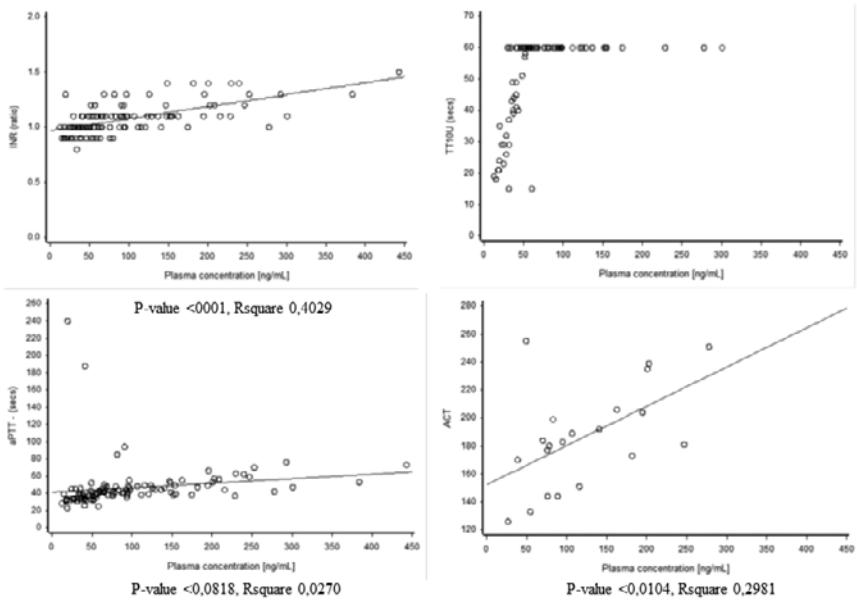 2.0
1.5
1.0
0.5
0.0
INR (ratio)
0 50 100 150 200 250 300 350 400 450
Plasma concentration [ng/mL]
P-value <0001, Rsquare 0,4029
70
60
50
40
30
20
10
0
TT10U (secs)
0 50 100 150 200 250 300 350 400 450
Plasma concentration [ng/mL]
260
240
220
200
180
160
140
120
100
80
60
40
20
0
aPTT - (secs)
0 50 100 150 200 250 300 350 400 450
Plasma concentration [ng/mL]
P-value <0,0818, Rsquare 0,0270
280
260
240
220
200
180
160
140
120
ACT
0 50 100 150 200 250 300 350 400 450
Plasma concentration [ng/mL]
P-value <0,0104, Rsquare 0,2981